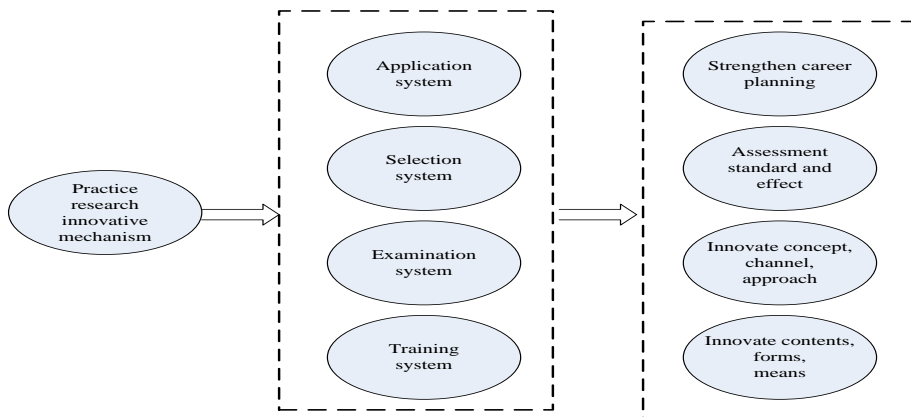 Practice
research
innovative
mechanism
Application
system
Selection
system
Examination
system
Training
system
Strengthen career
planning
Assessment
standard and
effect
Innovate concept,
channel,
approach
Innovate contents,
forms,
means